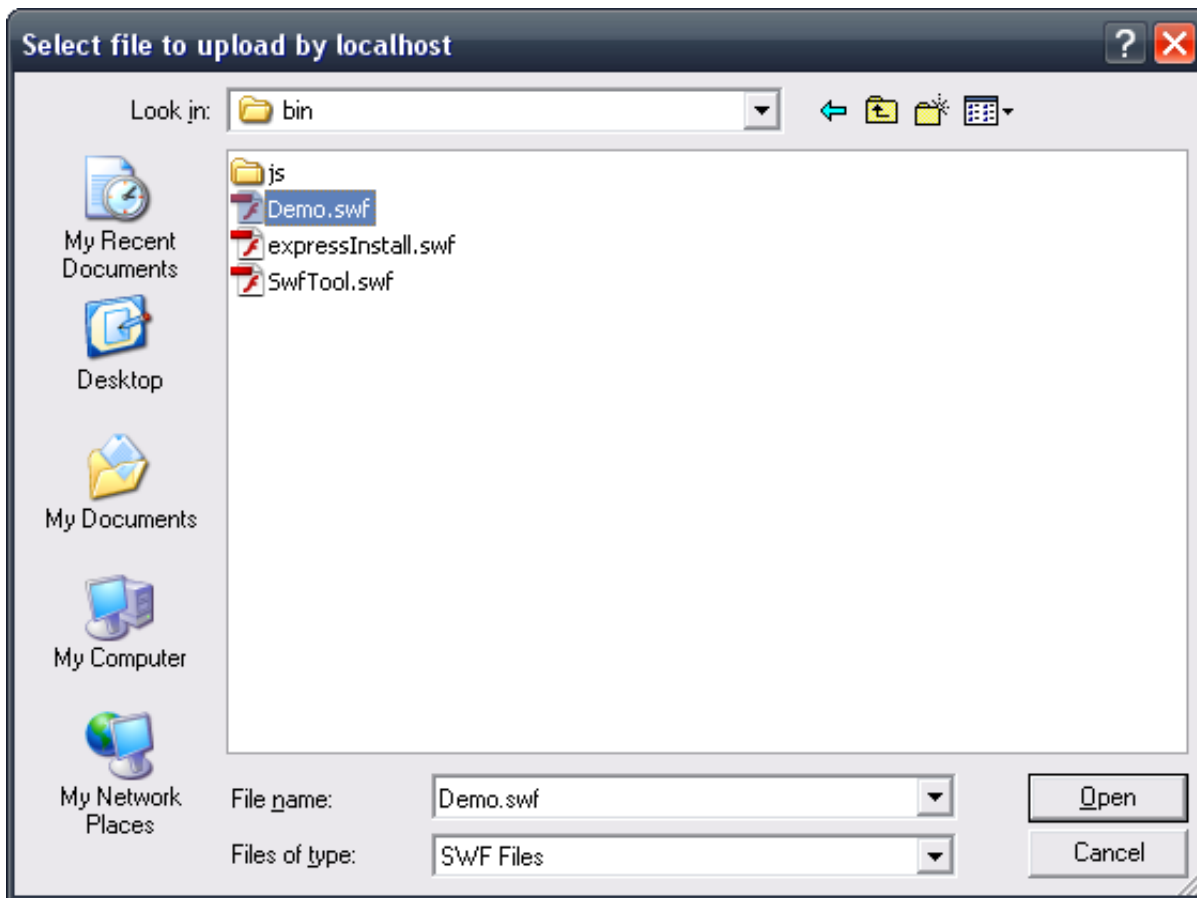 Select file to upload by localhost
?
Look in:
bin
js
Demo.swf
expressInstall.swf
SwfTool.swf
My Recent
Documents
Desktop
My Documents
My Computer
My Network
Places
File name:
Demo.swf
Open
Files of type:
SWF Files
Cancel